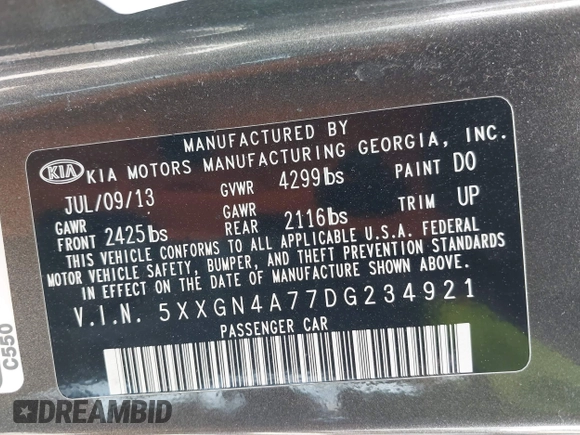 MANUFACTURED BY
KIA KIA MOTORS MANUFACTURING GEORGIA, INC.
JUL/09/13 GVWR 4299lbs PAINT D0
GAWR FRONT 2425lbs GAWR REAR 2116lbs TRIM UP
THIS VEHICLE CONFORMS TO ALL APPLICABLE U.S.A. FEDERAL
MOTOR VEHICLE SAFETY, BUMPER, AND THEFT PREVENTION STANDARDS
IN EFFECT ON THE DATE OF MANUFACTURE SHOWN ABOVE.
V.I.N. 5XXGN4A77DG234921
PASSENGER CAR
C550
DREAMBID